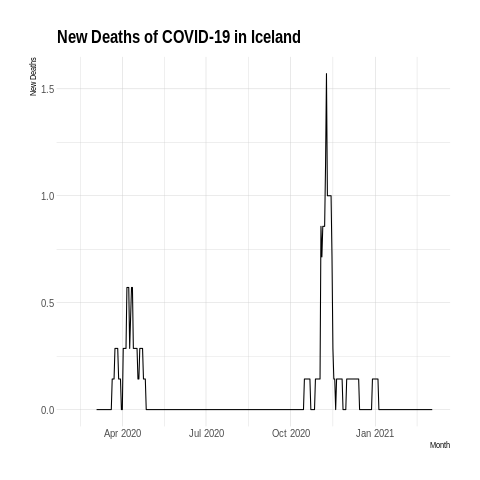 New Deaths of COVID-19 in Iceland
New Deaths
1.5
1.0
0.5
0.0
Apr 2020 Jul 2020 Oct 2020 Jan 2021
Month